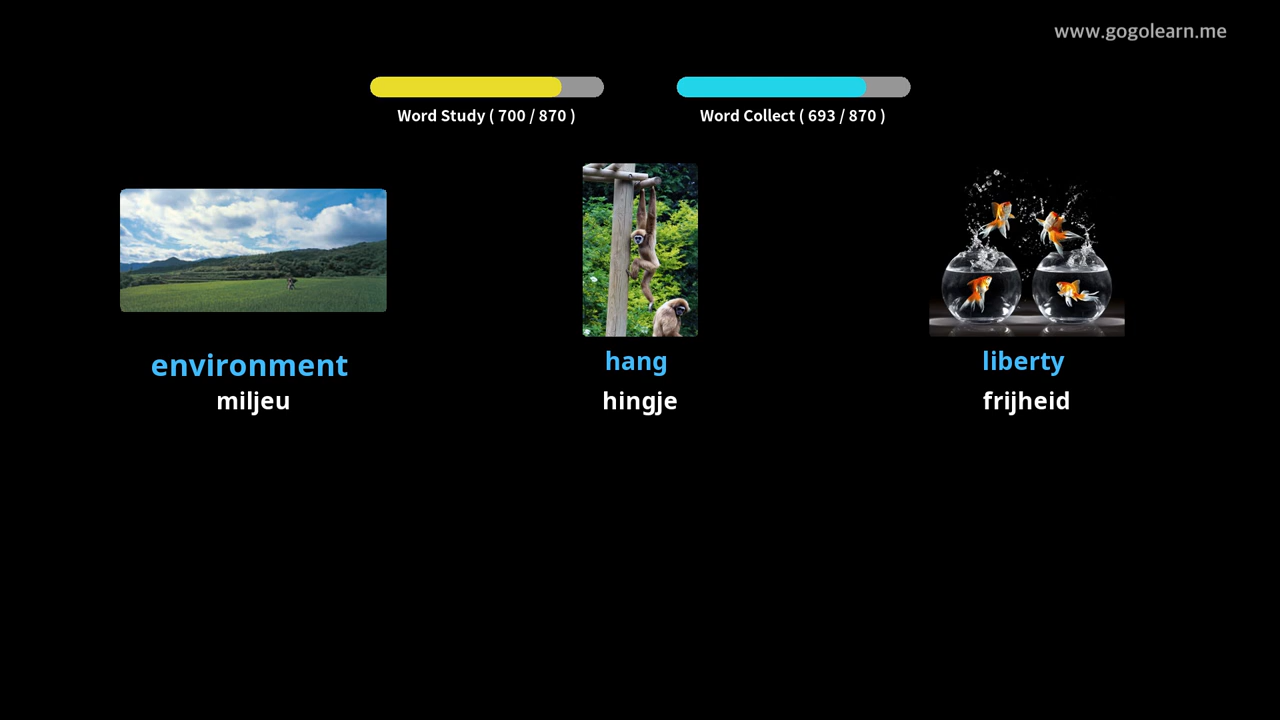 www.gogolearn.me
Word Study ( 700 / 870 )
Word Collect ( 693 / 870 )
environment
miljeu
hang
hingje
liberty
frijheid